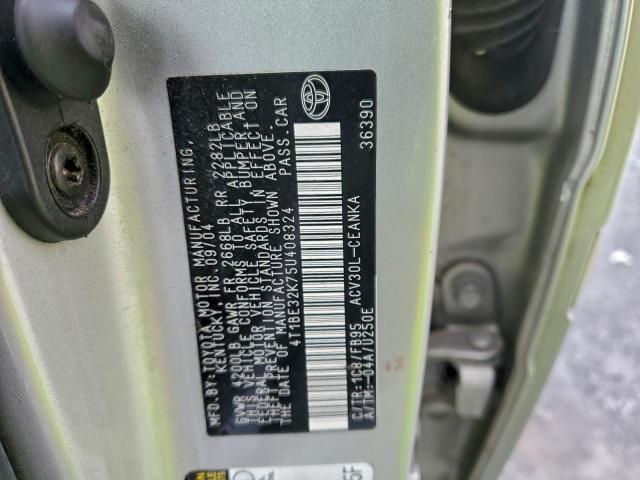 MFD.BY:TOYOTA MOTOR MANUFACTURING,
KENTUCKY, INC. 09/04
GVWR 4200LB GAWR FR 2668LB RR 2282LB
THIS VEHICLE CONFORMS TO ALL APPLICABLE
FEDERAL MOTOR VEHICLE SAFETY, BUMPER, AND
THEFT PREVENTION STANDARDS IN EFFECT ON
THE DATE OF MANUFACTURE SHOWN ABOVE.
4T1BE32K75U408324 PASS.CAR
C/TR:1C8/FB95 ACV30L-CEANKA
A/TM:-04A/U250E 36390